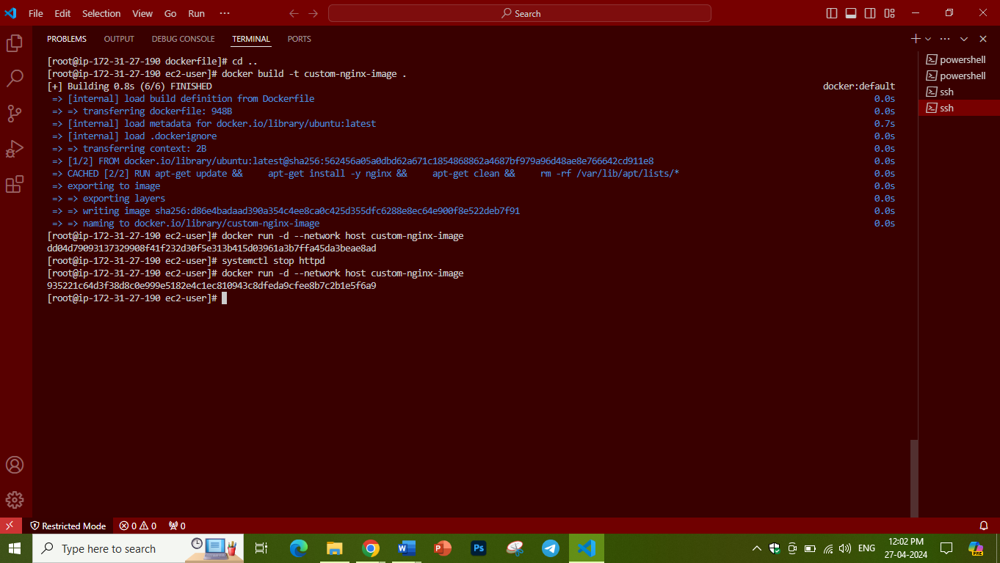 File Edit Selection View Go Run ··· Search
PROBLEMS OUTPUT DEBUG CONSOLE TERMINAL PORTS
[root@ip-172-31-27-190 dockerfile]# cd ..
[root@ip-172-31-27-190 ec2-user]# docker build -t custom-nginx-image .
[+] Building 0.8s (6/6) FINISHED docker:default
=> [internal] load build definition from Dockerfile 0.0s
=> => transferring dockerfile: 948B 0.0s
=> [internal] load metadata for docker.io/library/ubuntu:latest 0.7s
=> [internal] load .dockerignore 0.0s
=> => transferring context: 2B 0.0s
=> [1/2] FROM docker.io/library/ubuntu:latest@sha256:562456a05a0dbd62a671c1854868862a4687bf979a96d48ae8e766642cd911e8 0.0s
=> CACHED [2/2] RUN apt-get update &&     apt-get install -y nginx &&     apt-get clean &&     rm -rf /var/lib/apt/lists/* 0.0s
=> exporting to image 0.0s
=> => exporting layers 0.0s
=> => writing image sha256:d86e4badaad390a354c4ee8ca0c425d355dfc6288e8ec64e900f8e522deb7f91 0.0s
=> => naming to docker.io/library/custom-nginx-image 0.0s
[root@ip-172-31-27-190 ec2-user]# docker run -d --network host custom-nginx-image
dd04d79093137329908f41f232d30f5e313b415d03961a3b7ffa45da3beae8ad
[root@ip-172-31-27-190 ec2-user]# systemctl stop httpd
[root@ip-172-31-27-190 ec2-user]# docker run -d --network host custom-nginx-image
935221c64d3f38d8c0e999e5182e4c1ec810943c8dfeda9cfee8b7c2b1e5f6a9
[root@ip-172-31-27-190 ec2-user]#
powershell
powershell
ssh
ssh
Restricted Mode 0 0 0
Type here to search
ENG
12:02 PM
27-04-2024